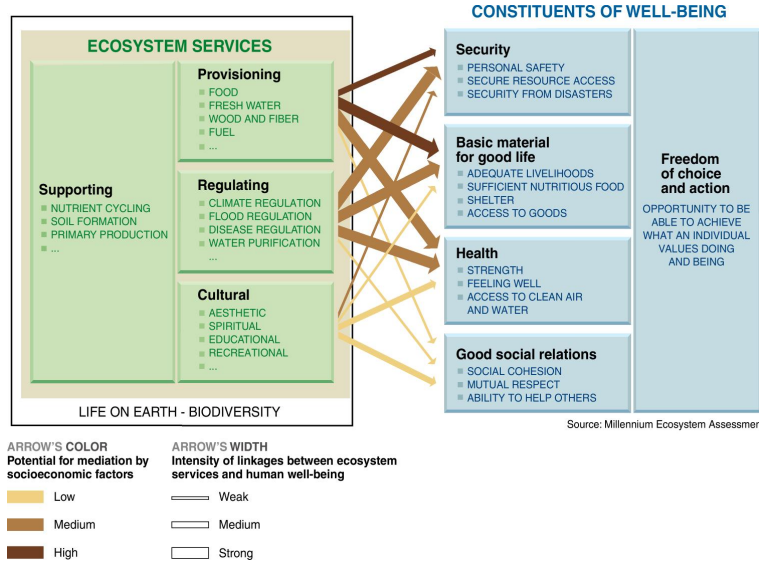 CONSTITUENTS OF WELL-BEING
ECOSYSTEM SERVICES
Supporting
NUTRIENT CYCLING
SOIL FORMATION
PRIMARY PRODUCTION
...
Provisioning
FOOD
FRESH WATER
WOOD AND FIBER
FUEL
...
Regulating
CLIMATE REGULATION
FLOOD REGULATION
DISEASE REGULATION
WATER PURIFICATION
...
Cultural
AESTHETIC
SPIRITUAL
EDUCATIONAL
RECREATIONAL
...
LIFE ON EARTH - BIODIVERSITY
Security
PERSONAL SAFETY
SECURE RESOURCE ACCESS
SECURITY FROM DISASTERS
Basic material
for good life
ADEQUATE LIVELIHOODS
SUFFICIENT NUTRITIOUS FOOD
SHELTER
ACCESS TO GOODS
Health
STRENGTH
FEELING WELL
ACCESS TO CLEAN AIR
AND WATER
Good social relations
SOCIAL COHESION
MUTUAL RESPECT
ABILITY TO HELP OTHERS
Freedom
of choice
and action
OPPORTUNITY TO BE
ABLE TO ACHIEVE
WHAT AN INDIVIDUAL
VALUES DOING
AND BEING
Source: Millennium Ecosystem Assessmen
ARROW'S COLOR
Potential for mediation by
socioeconomic factors
Low
Medium
High
ARROW'S WIDTH
Intensity of linkages between ecosystem
services and human well-being
Weak
Medium
Strong